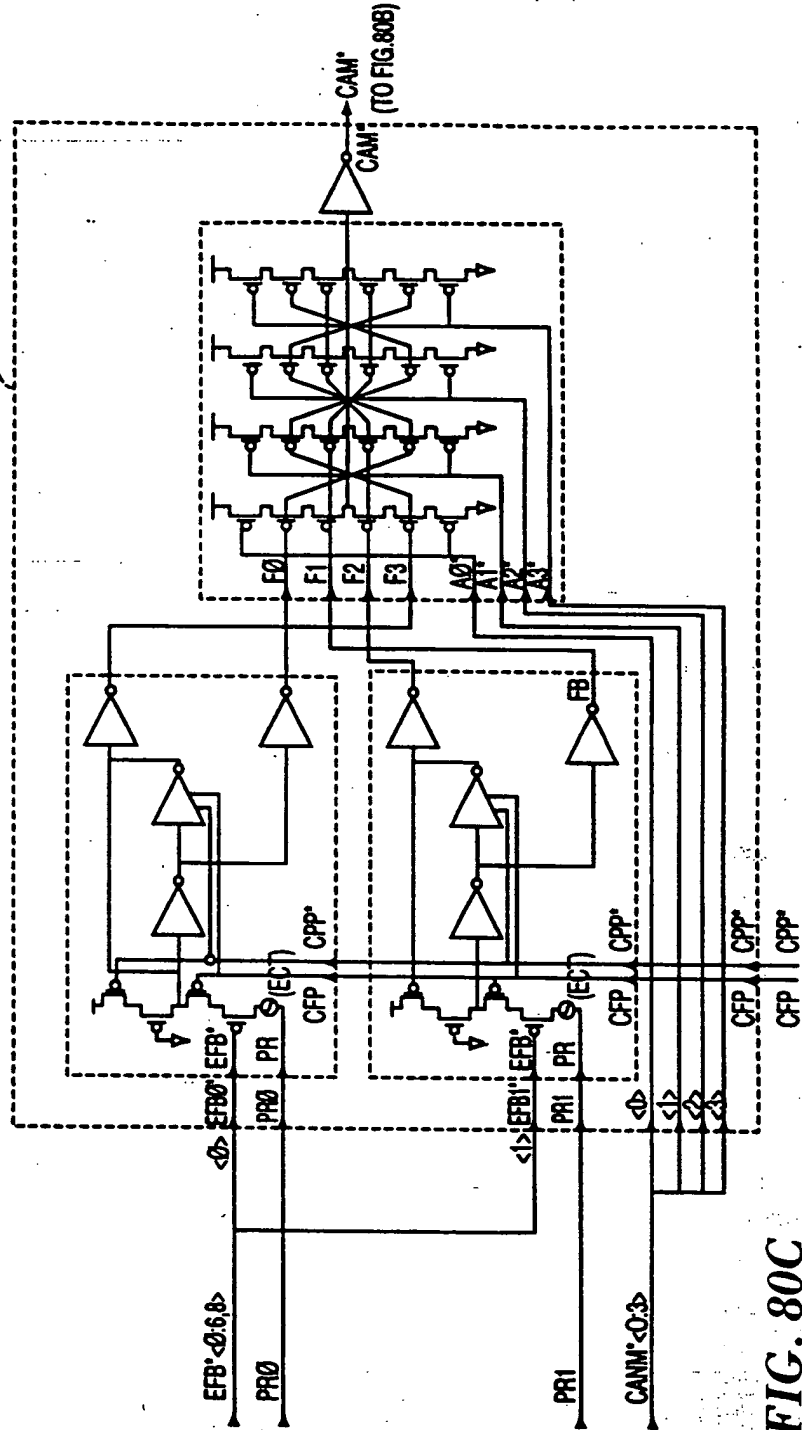 CAM*
(TO FIG.80B)
CAM*
F0
F1
F2
F3
A0*
A1*
A2*
A3*
FB
CPP*
CFP
(ECT)
EFB*
PR
CPP*
CFP
(ECT)
EFB*
PR
CPP*
CFP
CPP*
CFP
<0>
EFB0*
PR0
<1>
EFB1*
PR1
<0>
<1>
<2>
<3>
EFB*<0:6,8>
PR0
PR1
CANM*<0:3>
FIG. 80C